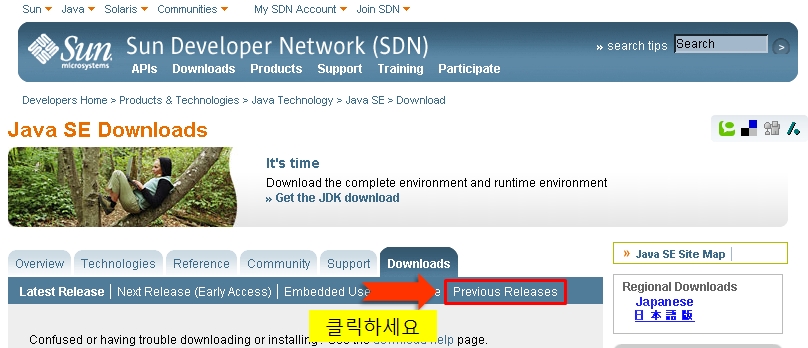 Sun Java Solaris Communities My SDN Account Join SDN
Sun microsystems
Sun Developer Network (SDN)
» search tips Search >
APIs Downloads Products Support Training Participate
Developers Home > Products & Technologies > Java Technology > Java SE > Download
Java SE Downloads
It's time
Download the complete environment and runtime environment
» Get the JDK download
Overview Technologies Reference Community Support Downloads
Latest Release | Next Release (Early Access) | Embedded Use Previous Releases
클릭하세요
Confused or having trouble downloading or installing? See the download help page.
» Java SE Site Map
Regional Downloads
Japanese
日本語版